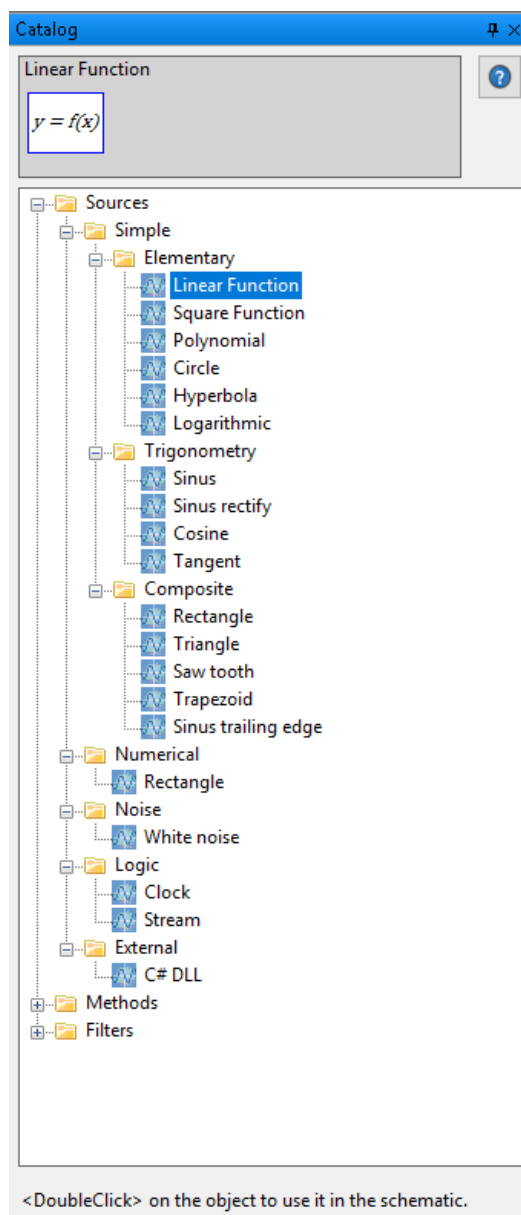 Catalog
Linear Function
y = f(x)
Sources
Simple
Elementary
Linear Function
Square Function
Polynomial
Circle
Hyperbola
Logarithmic
Trigonometry
Sinus
Sinus rectify
Cosine
Tangent
Composite
Rectangle
Triangle
Saw tooth
Trapezoid
Sinus trailing edge
Numerical
Rectangle
Noise
White noise
Logic
Clock
Stream
External
C# DLL
Methods
Filters
<DoubleClick> on the object to use it in the schematic.